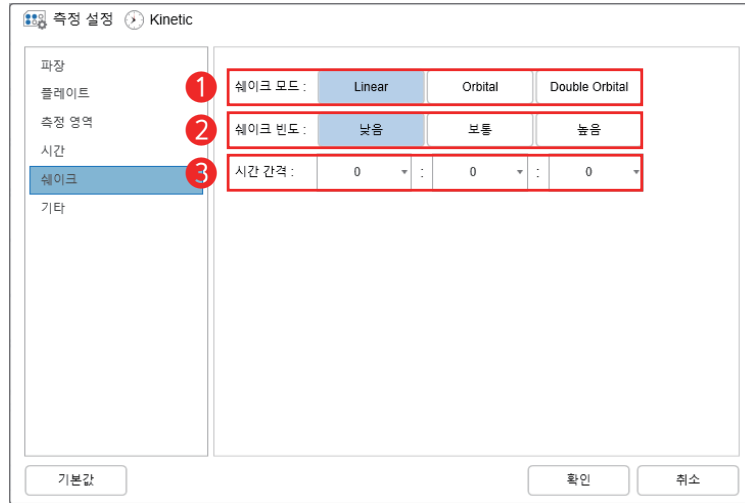 측정 설정 Kinetic
파장
플레이트
측정 영역
시간
쉐이크
기타
1 쉐이크 모드 : Linear Orbital Double Orbital
2 쉐이크 빈도 : 낮음 보통 높음
3 시간 간격 : 0 : 0 : 0
기본값 확인 취소